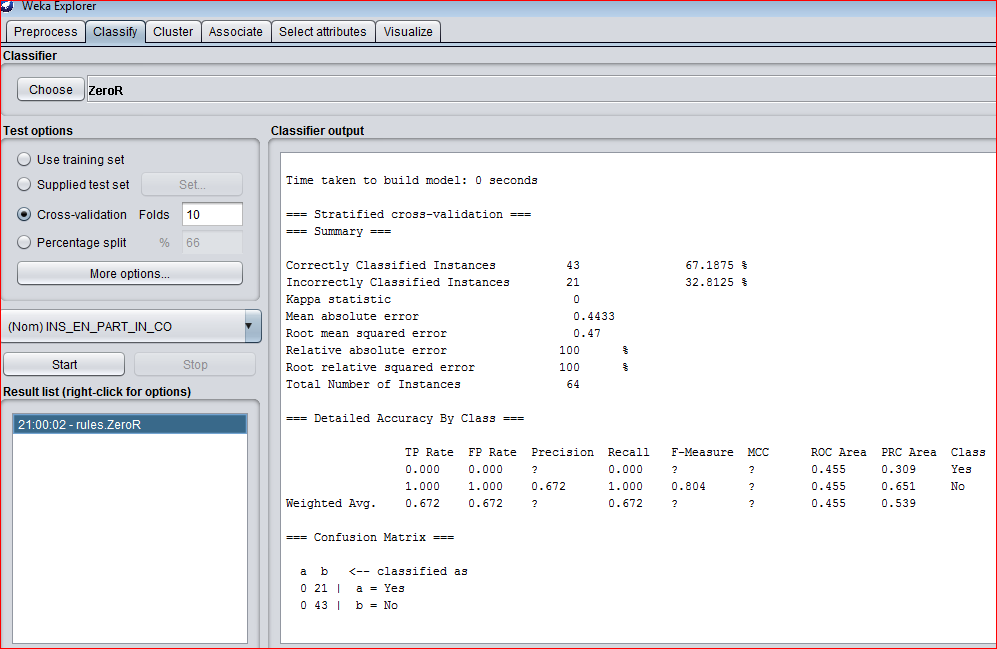 Weka Explorer
Preprocess Classify Cluster Associate Select attributes Visualize
Classifier
Choose ZeroR
Test options
Use training set
Supplied test set Set...
Cross-validation Folds 10
Percentage split % 66
More options...
(Nom) INS_EN_PART_IN_CO
Start Stop
Result list (right-click for options)
21:00:02 - rules.ZeroR
Classifier output
Time taken to build model: 0 seconds
=== Stratified cross-validation ===
=== Summary ===
Correctly Classified Instances 43 67.1875 %
Incorrectly Classified Instances 21 32.8125 %
Kappa statistic 0
Mean absolute error 0.4433
Root mean squared error 0.47
Relative absolute error 100 %
Root relative squared error 100 %
Total Number of Instances 64
=== Detailed Accuracy By Class ===
TP Rate FP Rate Precision Recall F-Measure MCC ROC Area PRC Area Class
0.000 0.000 ? 0.000 ? ? 0.455 0.309 Yes
1.000 1.000 0.672 1.000 0.804 ? 0.455 0.651 No
Weighted Avg. 0.672 0.672 ? 0.672 ? ? 0.455 0.539
=== Confusion Matrix ===
a b <-- classified as
0 21 | a = Yes
0 43 | b = No